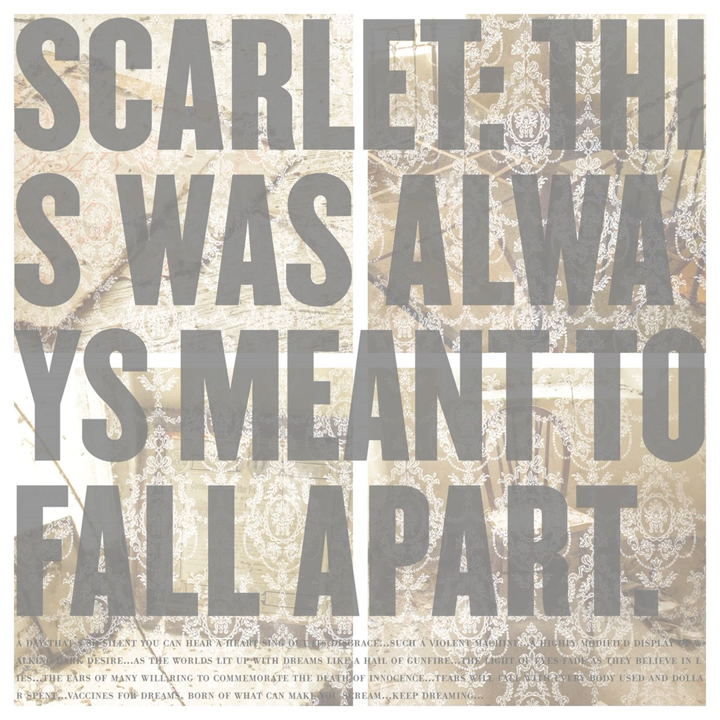 SCARLET: THI
S WAS ALWA
YS MEANT TO
FALL APART.
A DAY THAT'S SO SILENT YOU CAN HEAR A HEART SING OUT ITS DISGRACE...SUCH A VIOLENT MACHINE...A HIGHLY MODIFIED DISPLAY OF W
ALKING DARK DESIRE...AS THE WORLDS LIT UP WITH DREAMS LIKE A HAIL OF GUNFIRE...THE LIGHT OF EYES FADE AS THEY BELIEVE IN L
IES...THE EARS OF MANY WILL RING TO COMMEMORATE THE DEATH OF INNOCENCE...TEARS WILL FALL WITH EVERY BODY USED AND DOLLA
R SPENT...VACCINES FOR DREAMS, BORN OF WHAT CAN MAKE YOU SCREAM...KEEP DREAMING...